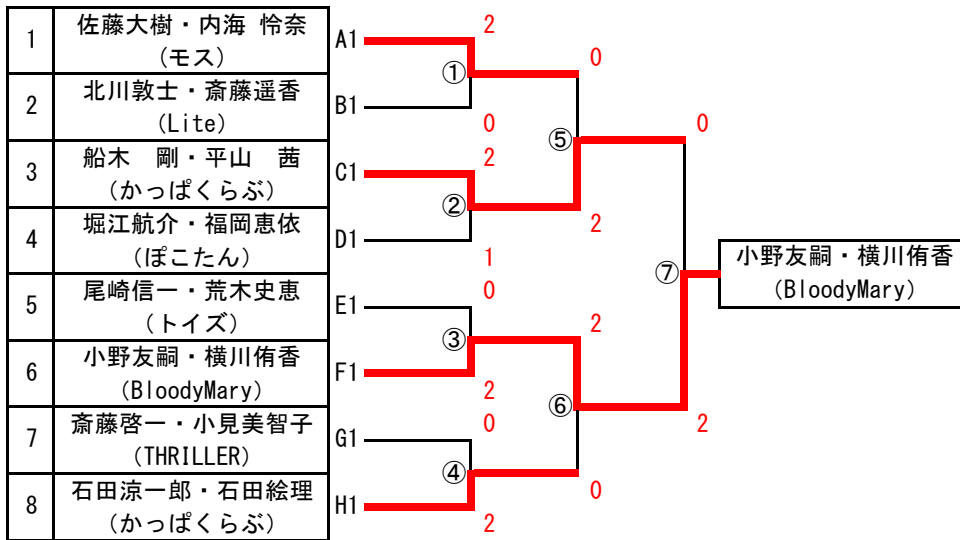 1 佐藤大樹・内海 怜奈
(モス)
A1
2
①
0
2 北川敦士・斎藤遥香
(Lite)
B1
0
⑤
0
3 船木 剛・平山 茜
(かっぱくらぶ)
C1
2
②
2
4 堀江航介・福岡恵依
(ぽこたん)
D1
1
⑦
小野友嗣・横川侑香
(BloodyMary)
5 尾崎信一・荒木史恵
(トイズ)
E1
0
③
2
6 小野友嗣・横川侑香
(BloodyMary)
F1
2
⑥
2
7 斎藤啓一・小見美智子
(THRILLER)
G1
0
④
0
8 石田涼一郎・石田絵理
(かっぱくらぶ)
H1
2